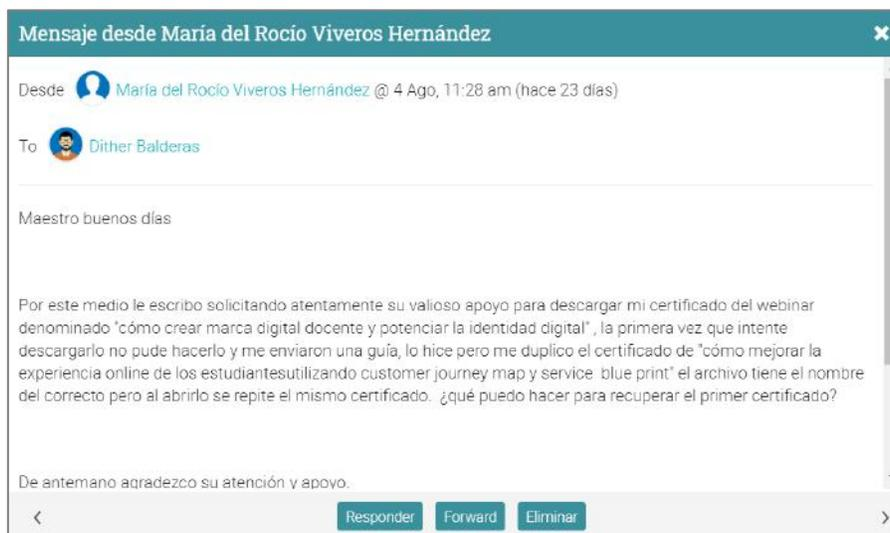 Mensaje desde María del Rocío Viveros Hernández
Desde María del Rocío Viveros Hernández @ 4 Ago, 11:28 am (hace 23 días)
To Dither Balderas
Maestro buenos días
Por este medio le escribo solicitando atentamente su valioso apoyo para descargar mi certificado del webinar
denominado "cómo crear marca digital docente y potenciar la identidad digital" , la primera vez que intente
descargarlo no pude hacerlo y me enviaron una guía, lo hice pero me duplico el certificado de "cómo mejorar la
experiencia online de los estudiantesutilizando customer journey map y service blue print" el archivo tiene el nombre
del correcto pero al abrirlo se repite el mismo certificado. ¿qué puedo hacer para recuperar el primer certificado?
De antemano agradezco su atención y apoyo.
Responder Forward Eliminar